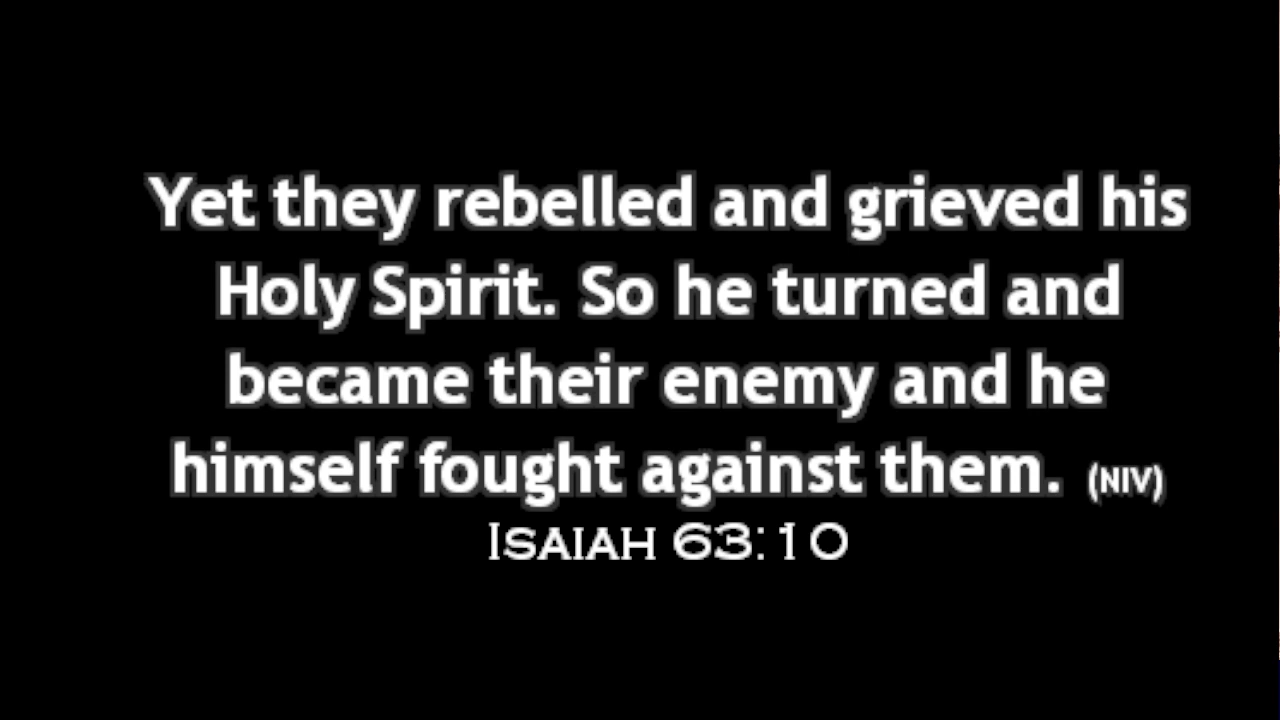 Yet they rebelled and grieved his
Holy Spirit. So he turned and
became their enemy and he
himself fought against them. (NIV)
Isaiah 63:10